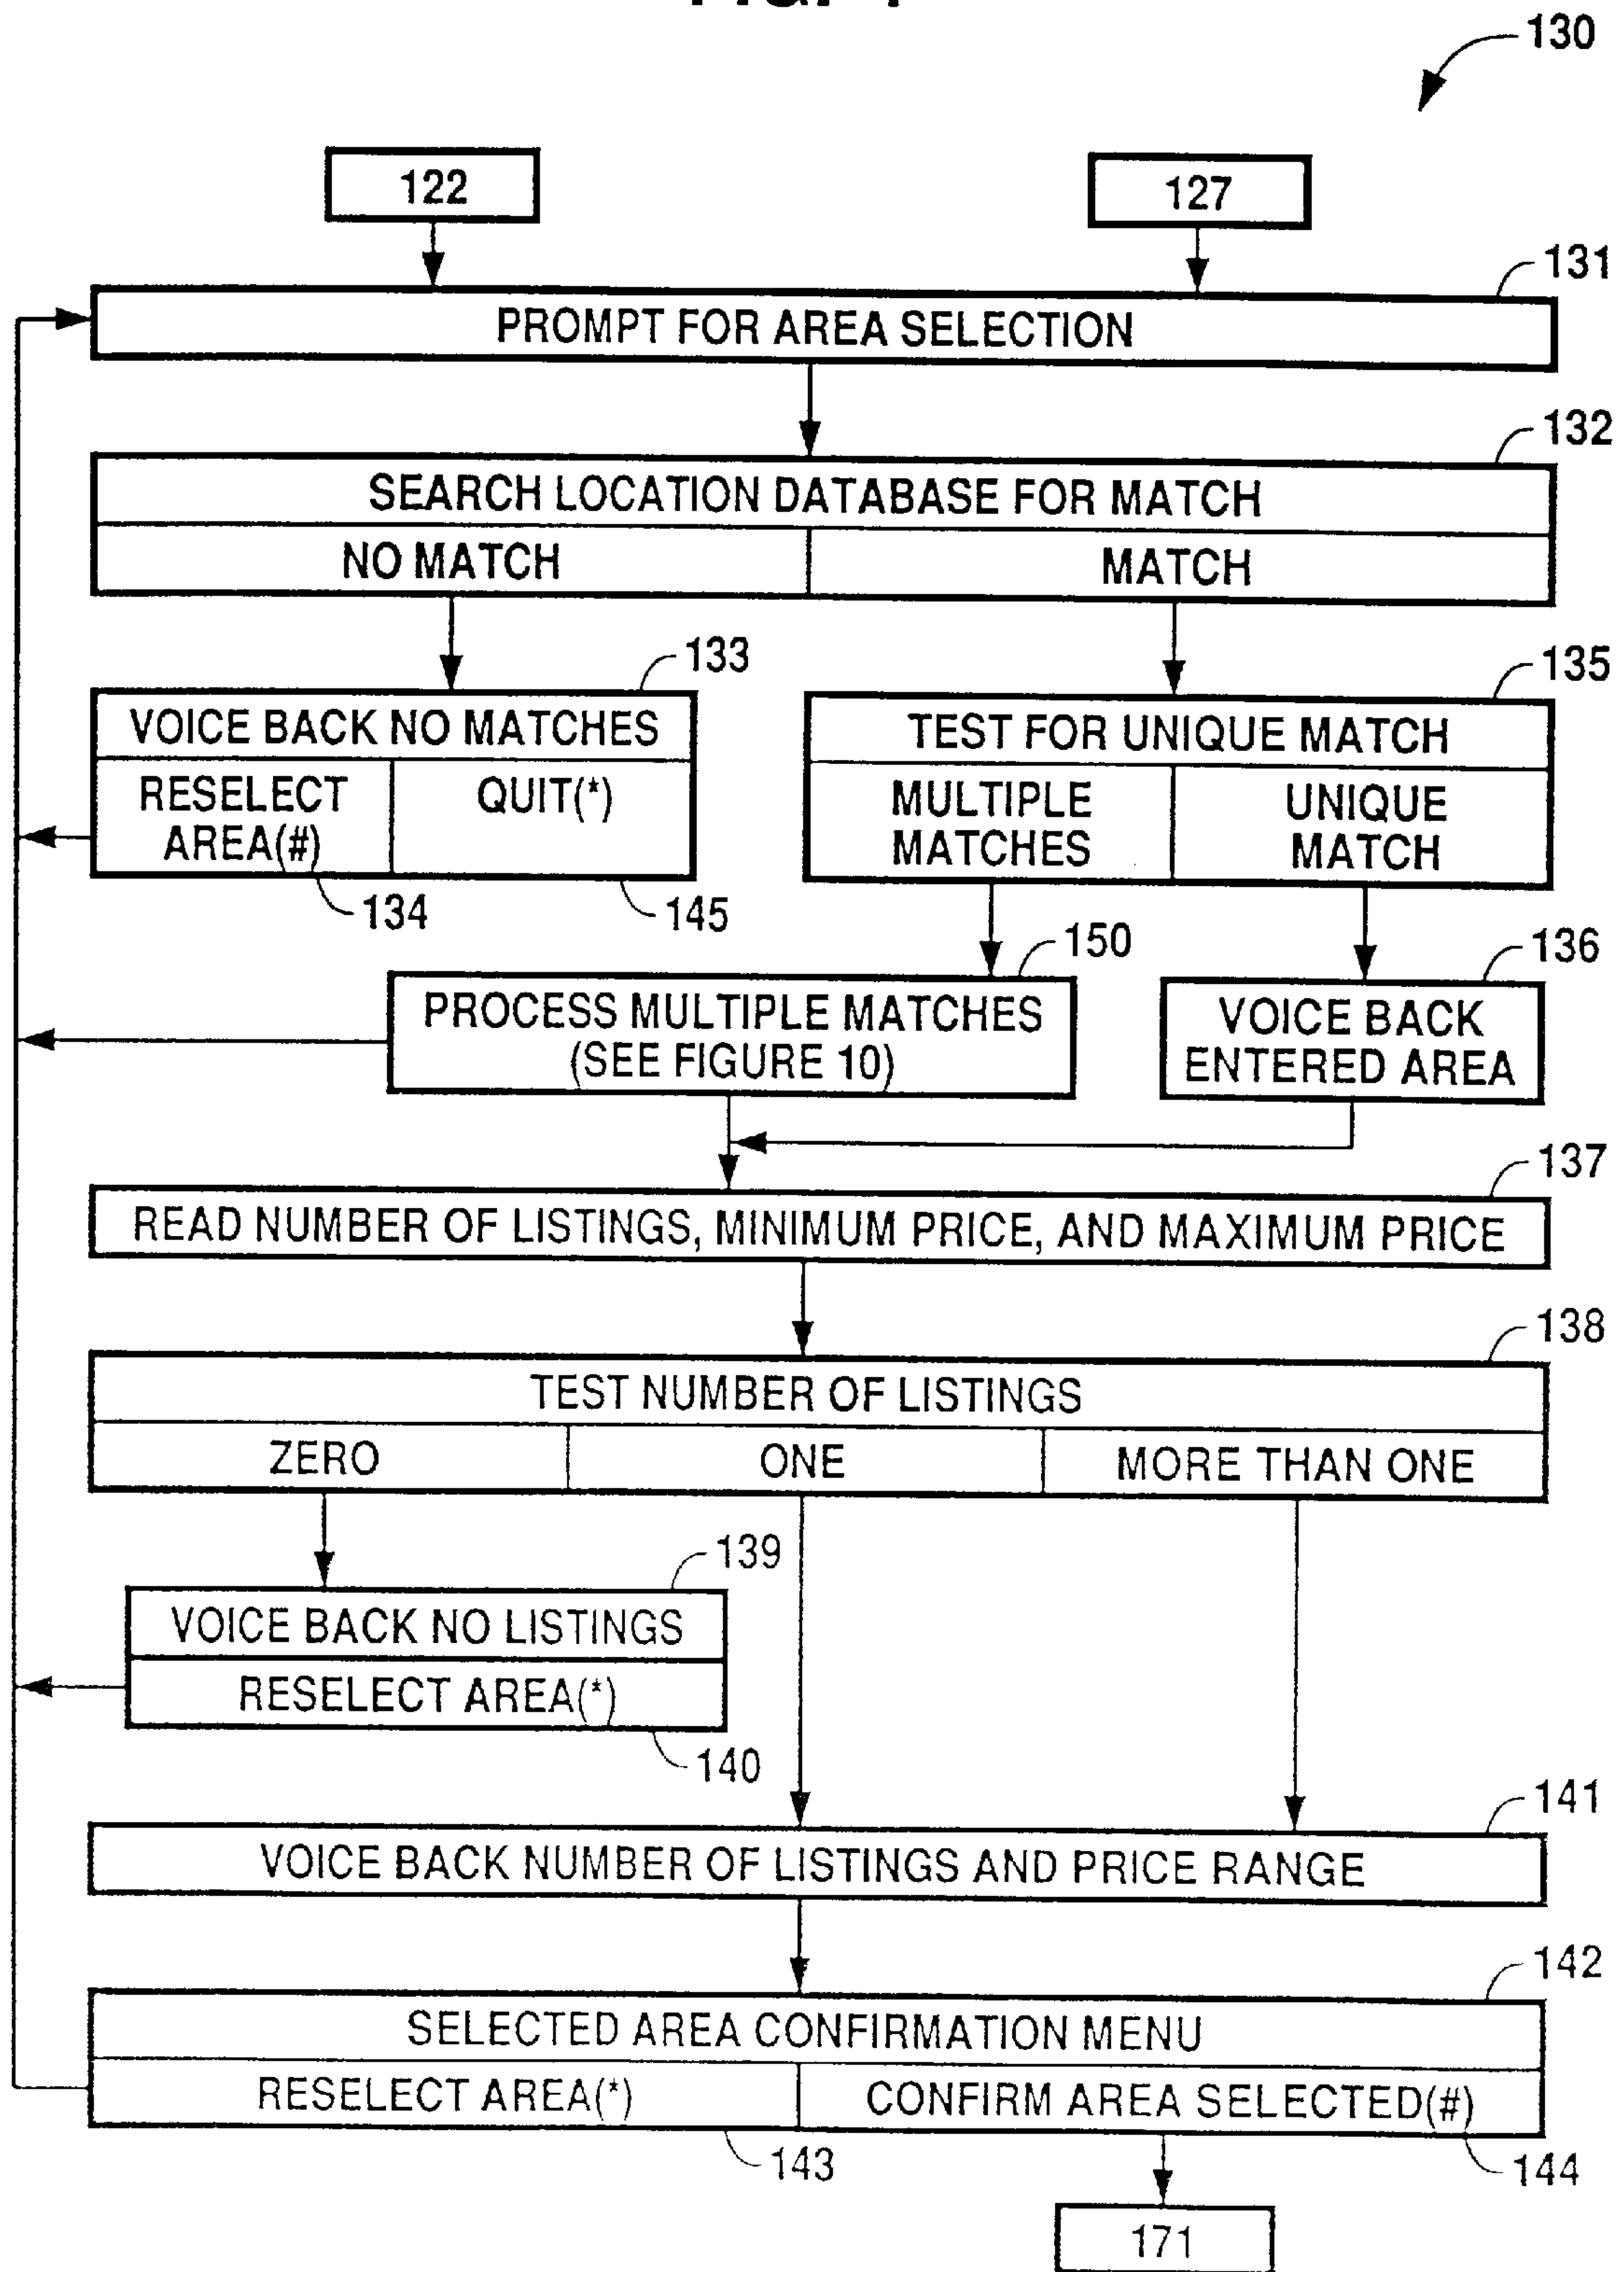 130
122
127
131
PROMPT FOR AREA SELECTION
132
SEARCH LOCATION DATABASE FOR MATCH
NO MATCH
MATCH
133
135
VOICE BACK NO MATCHES
RESELECT
AREA(#)
QUIT(*)
TEST FOR UNIQUE MATCH
MULTIPLE
MATCHES
UNIQUE
MATCH
134
145
150
136
PROCESS MULTIPLE MATCHES
(SEE FIGURE 10)
VOICE BACK
ENTERED AREA
137
READ NUMBER OF LISTINGS, MINIMUM PRICE, AND MAXIMUM PRICE
138
TEST NUMBER OF LISTINGS
ZERO
ONE
MORE THAN ONE
139
VOICE BACK NO LISTINGS
RESELECT AREA(*)
140
141
VOICE BACK NUMBER OF LISTINGS AND PRICE RANGE
142
SELECTED AREA CONFIRMATION MENU
RESELECT AREA(*)
CONFIRM AREA SELECTED(#)
143
144
171